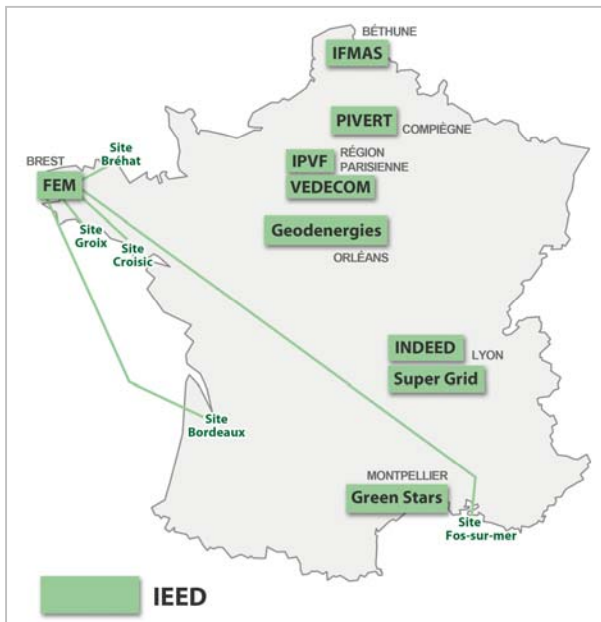 BÉTHUNE
IFMAS
PIVERT
COMPIÈGNE
Site
Bréhat
BREST
FEM
IPVF
RÉGION
PARISIENNE
VEDECOM
Geodenergies
ORLÉANS
Site
Groix
Site
Croisic
INDEED
LYON
Super Grid
Site
Bordeaux
MONTPELLIER
Green Stars
Site
Fos-sur-mer
IEED